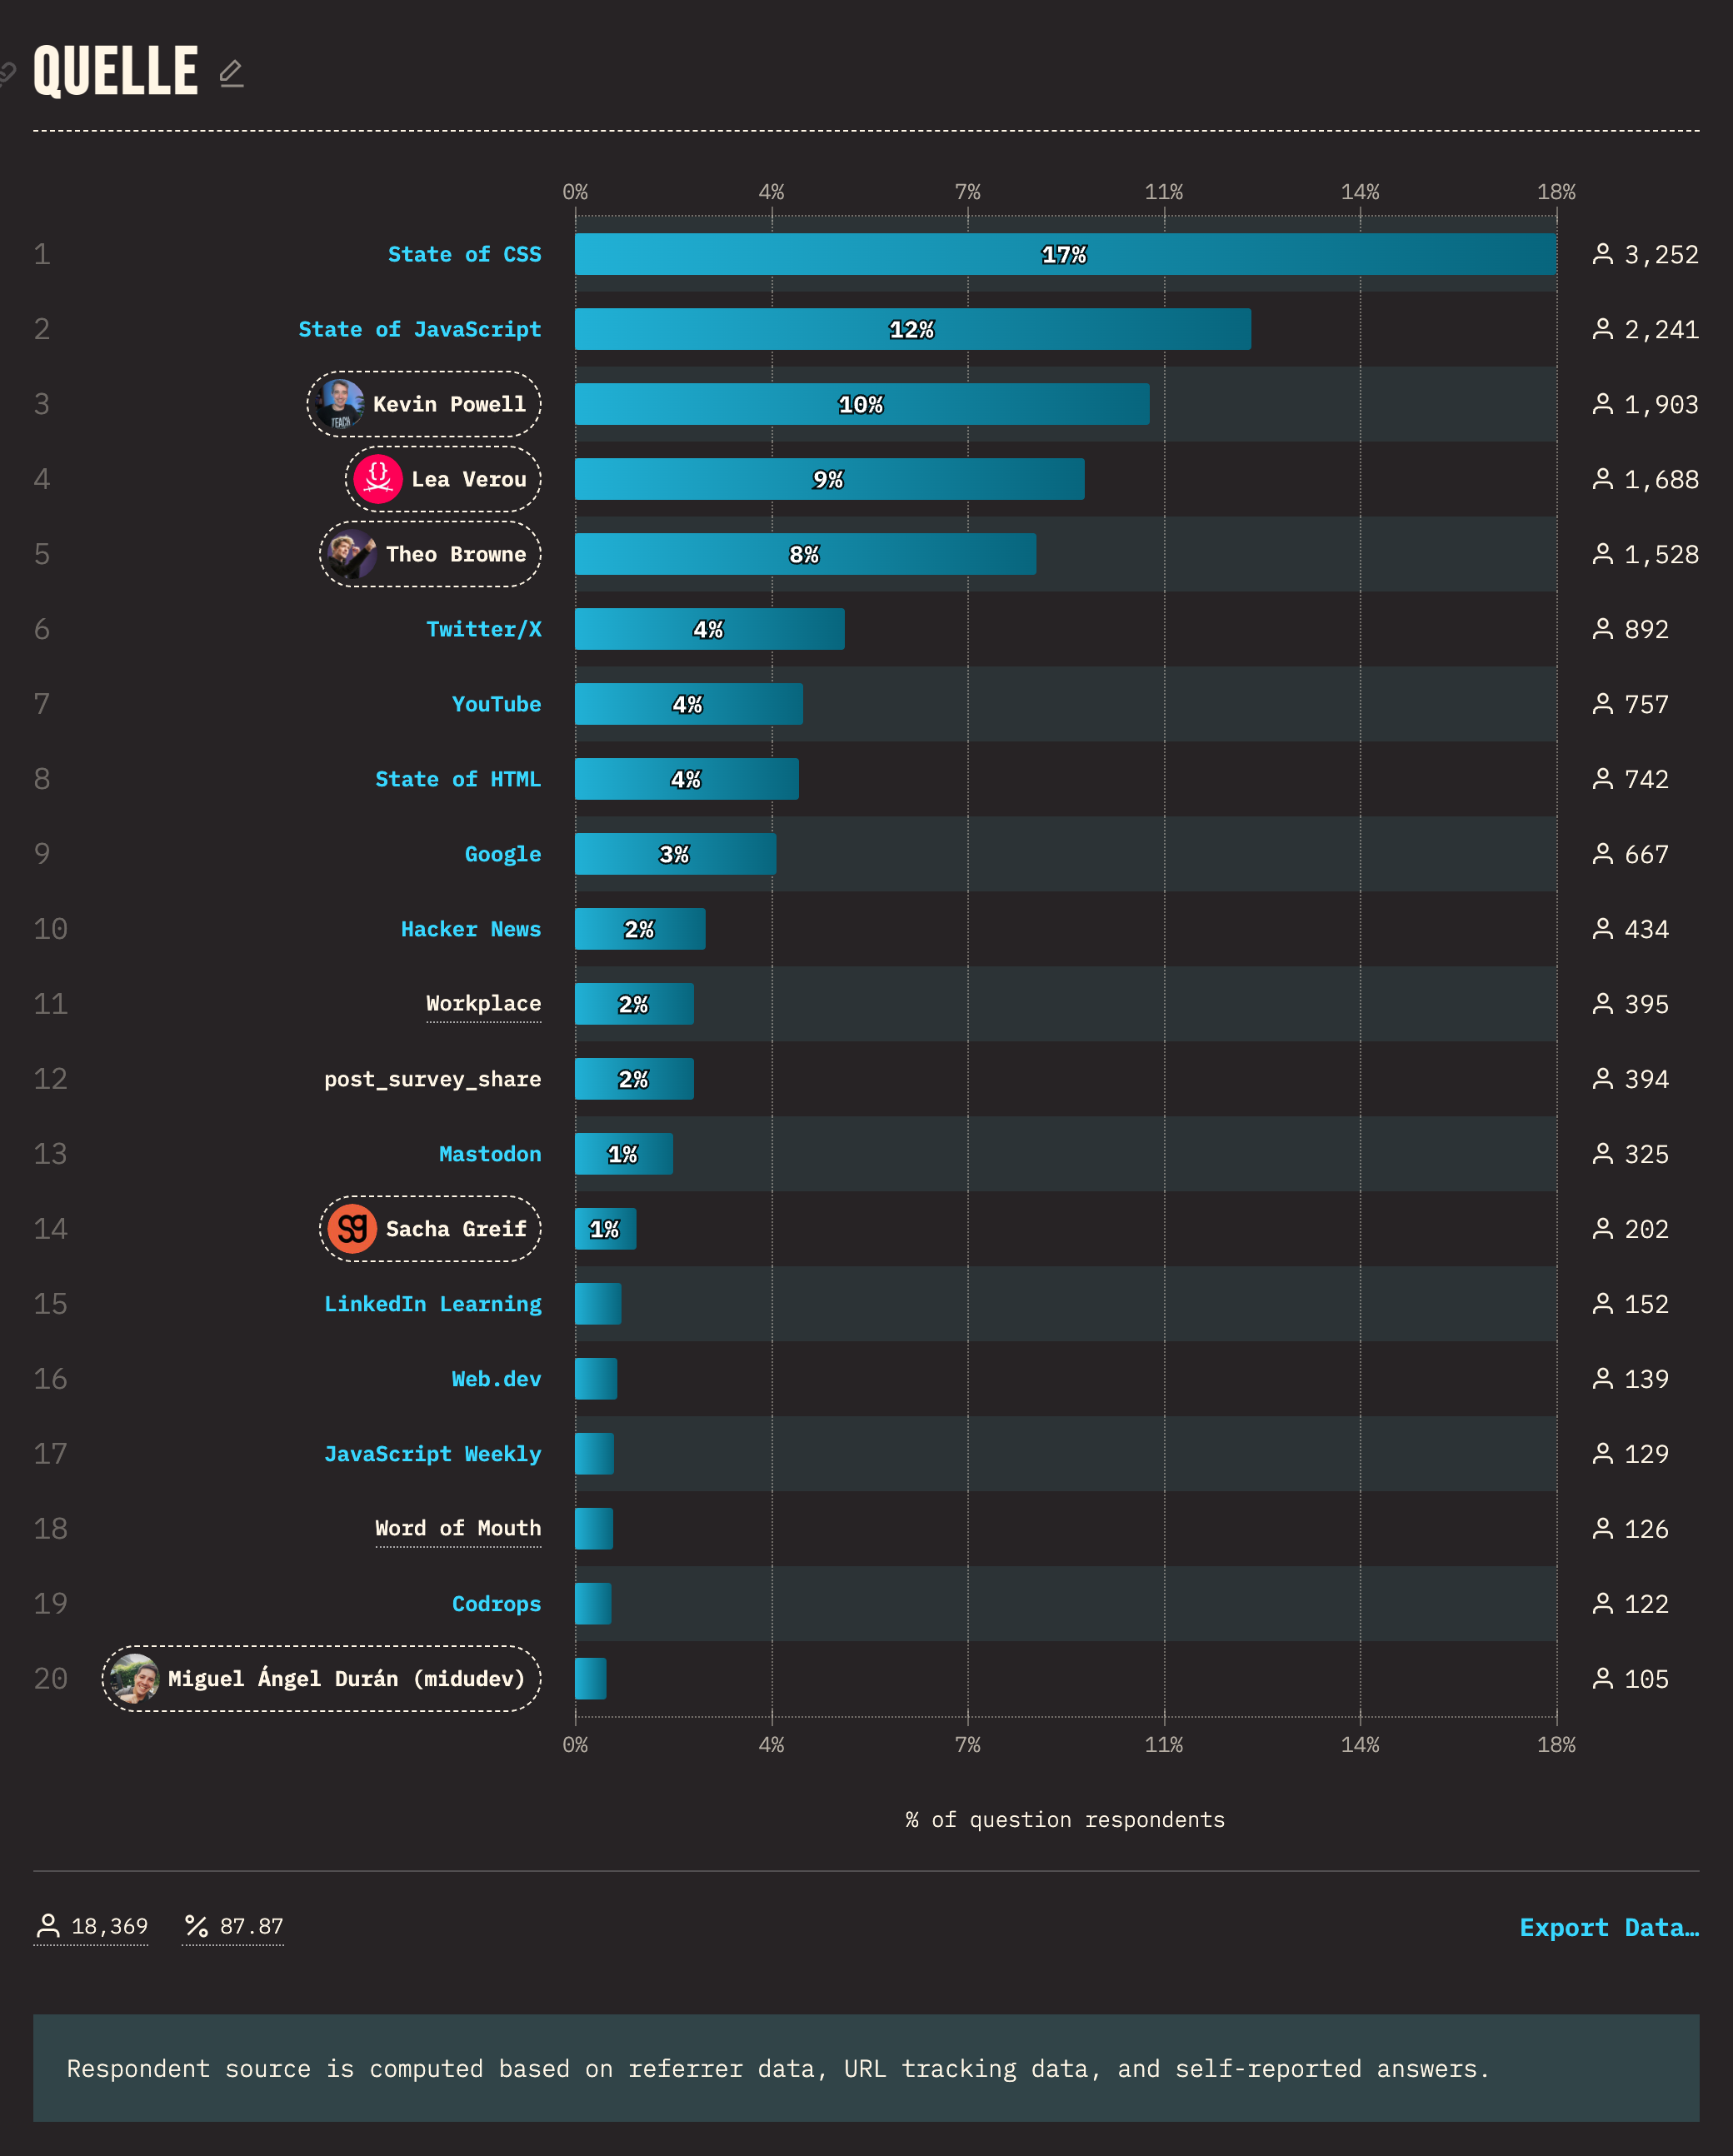 QUELLE
0% 4% 7% 11% 14% 18%
1 State of CSS 17% 3,252
2 State of JavaScript 12% 2,241
3 Kevin Powell 10% 1,903
4 Lea Verou 9% 1,688
5 Theo Browne 8% 1,528
6 Twitter/X 4% 892
7 YouTube 4% 757
8 State of HTML 4% 742
9 Google 3% 667
10 Hacker News 2% 434
11 Workplace 2% 395
12 post_survey_share 2% 394
13 Mastodon 1% 325
14 Sacha Greif 1% 202
15 LinkedIn Learning 152
16 Web.dev 139
17 JavaScript Weekly 129
18 Word of Mouth 126
19 Codrops 122
20 Miguel Ángel Durán (midudev) 105
0% 4% 7% 11% 14% 18%
% of question respondents
18,369 % 87.87 Export Data…
Respondent source is computed based on referrer data, URL tracking data, and self-reported answers.